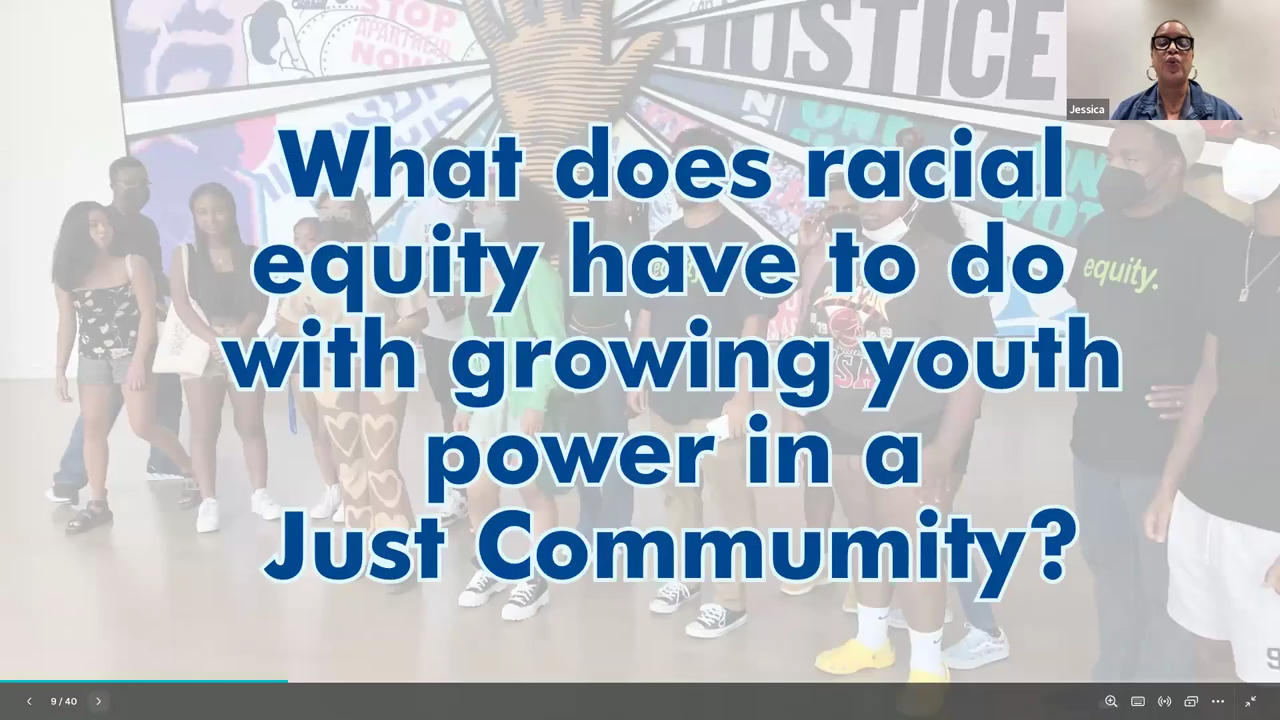 STOP
APARTHEID
NOW
JUSTICE
Jessica
What does racial
equity have to do
equity.
with growing youth
power in a
Just Commumity?
9 / 40